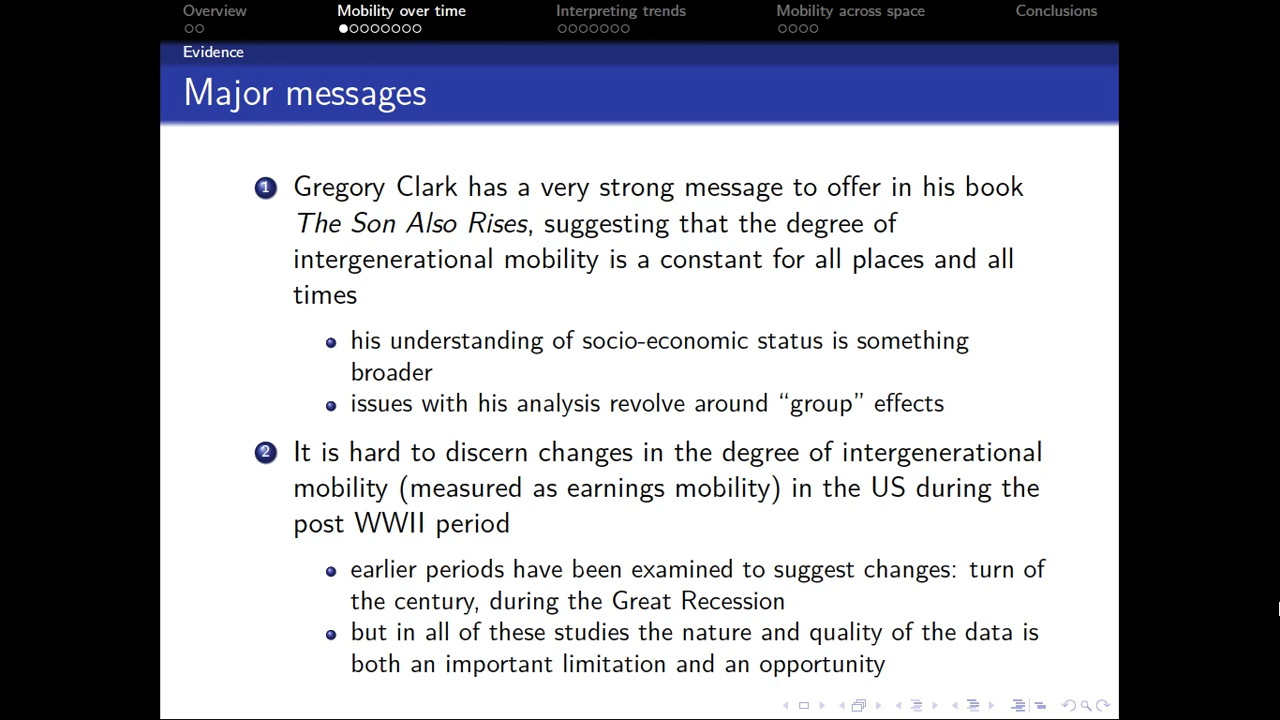 Overview Mobility over time Interpreting trends Mobility across space Conclusions
Evidence
Major messages
1 Gregory Clark has a very strong message to offer in his book
The Son Also Rises, suggesting that the degree of
intergenerational mobility is a constant for all places and all
times
his understanding of socio-economic status is something
broader
issues with his analysis revolve around “group” effects
2 It is hard to discern changes in the degree of intergenerational
mobility (measured as earnings mobility) in the US during the
post WWII period
earlier periods have been examined to suggest changes: turn of
the century, during the Great Recession
but in all of these studies the nature and quality of the data is
both an important limitation and an opportunity